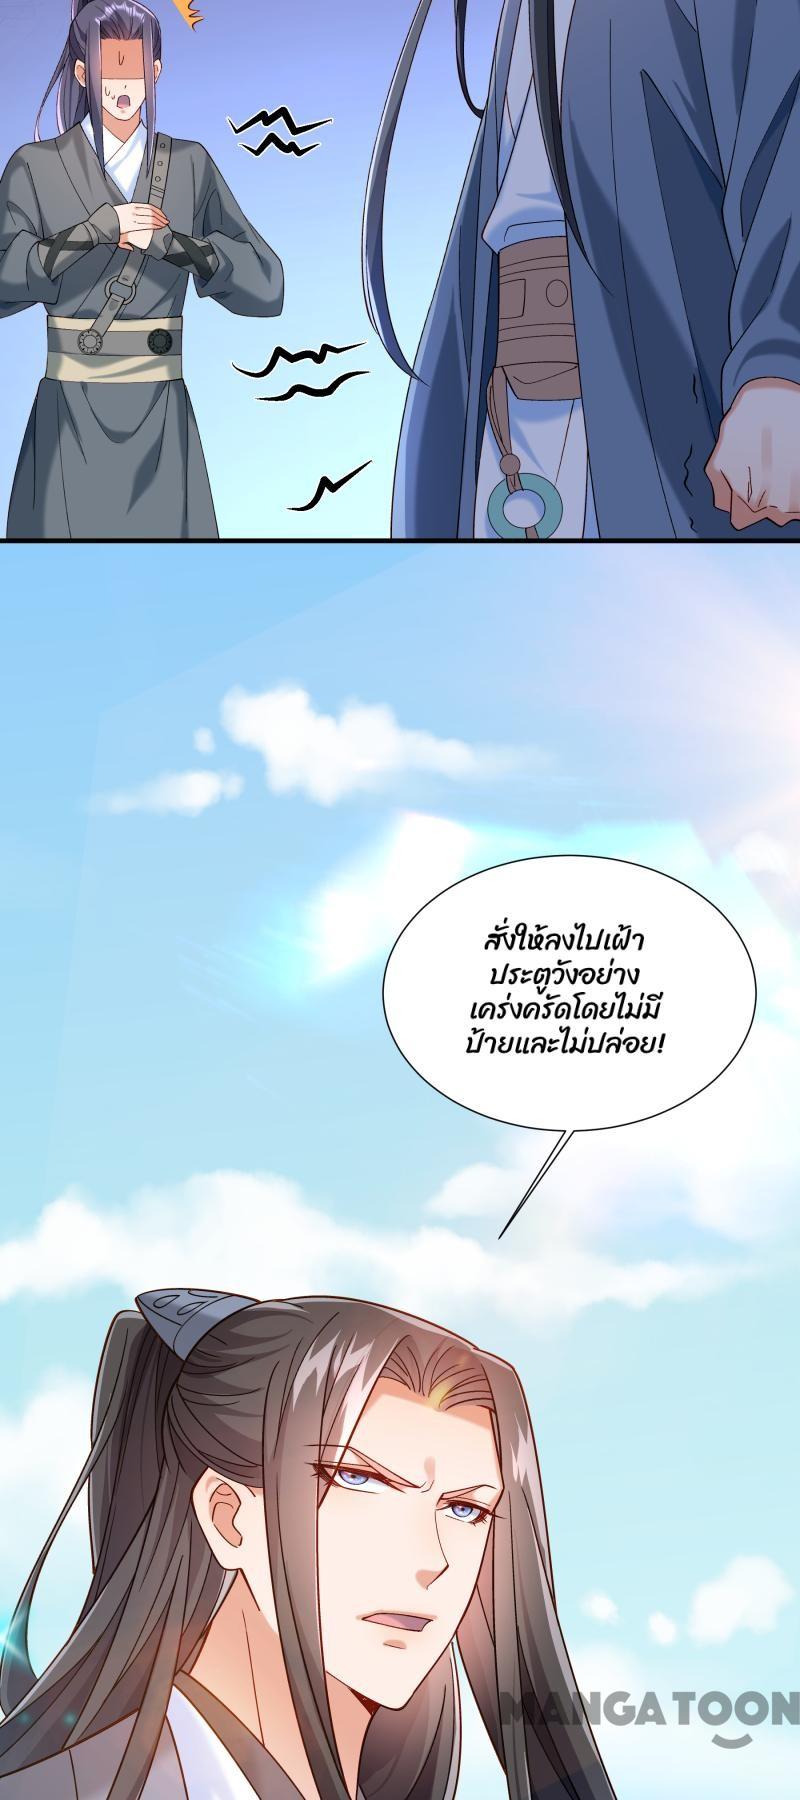 สั่งให้ลงไปเฝ้า
ประตูวังอย่าง
เคร่งครัดโดยไม่มี
ป้ายและไม่ปล่อย!
MANGA TOON